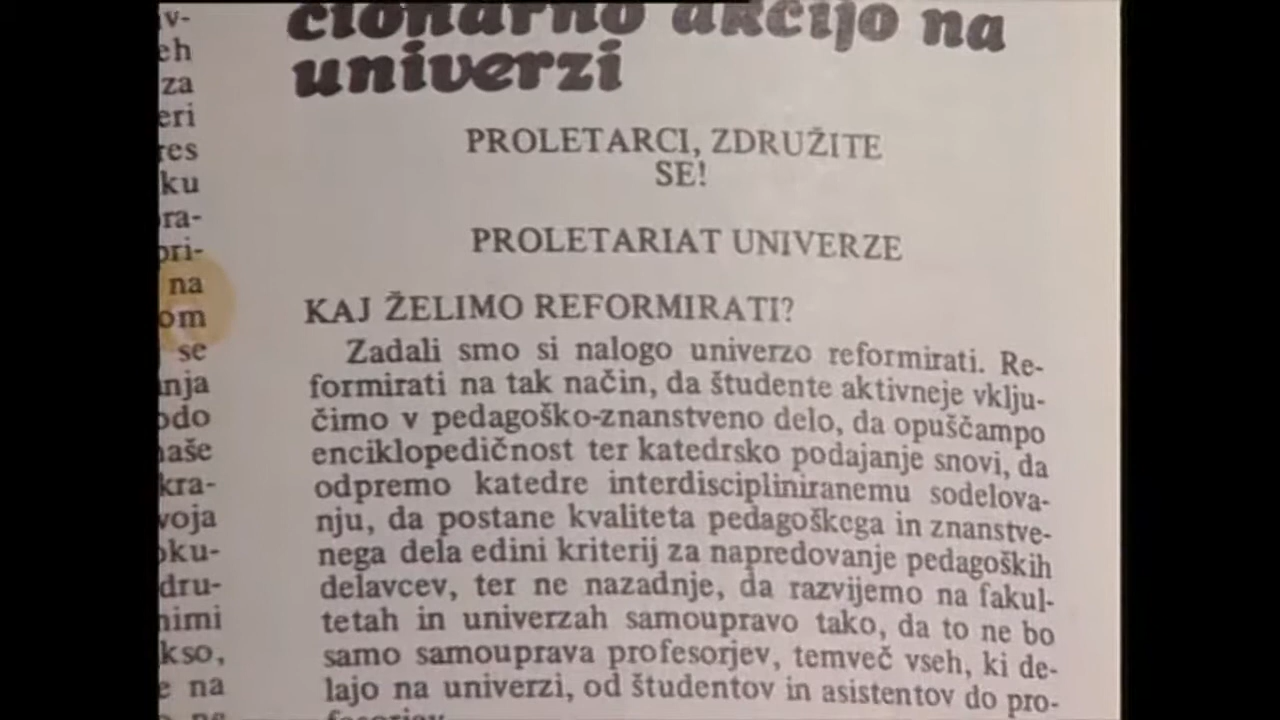 cionarno akcijo na
univerzi
PROLETARCI, ZDRUŽITE
SE!
PROLETARIAT UNIVERZE
KAJ ŽELIMO REFORMIRATI?
Zadali smo si nalogo univerzo reformirati. Re-
formirati na tak način, da študente aktivneje vklju-
čimo v pedagoško-znanstveno delo, da opuščampo
enciklopedičnost ter katedrsko podajanje snovi, da
odpremo katedre interdiscipliniranemu sodelova-
nju, da postane kvaliteta pedagoškega in znanstve-
nega dela edini kriterij za napredovanje pedagoških
delavcev, ter ne nazadnje, da razvijemo na fakul-
tetah in univerzah samoupravo tako, da to ne bo
samo samouprava profesorjev, temveč vseh, ki de-
lajo na univerzi, od študentov in asistentov do pro-
fesorjev